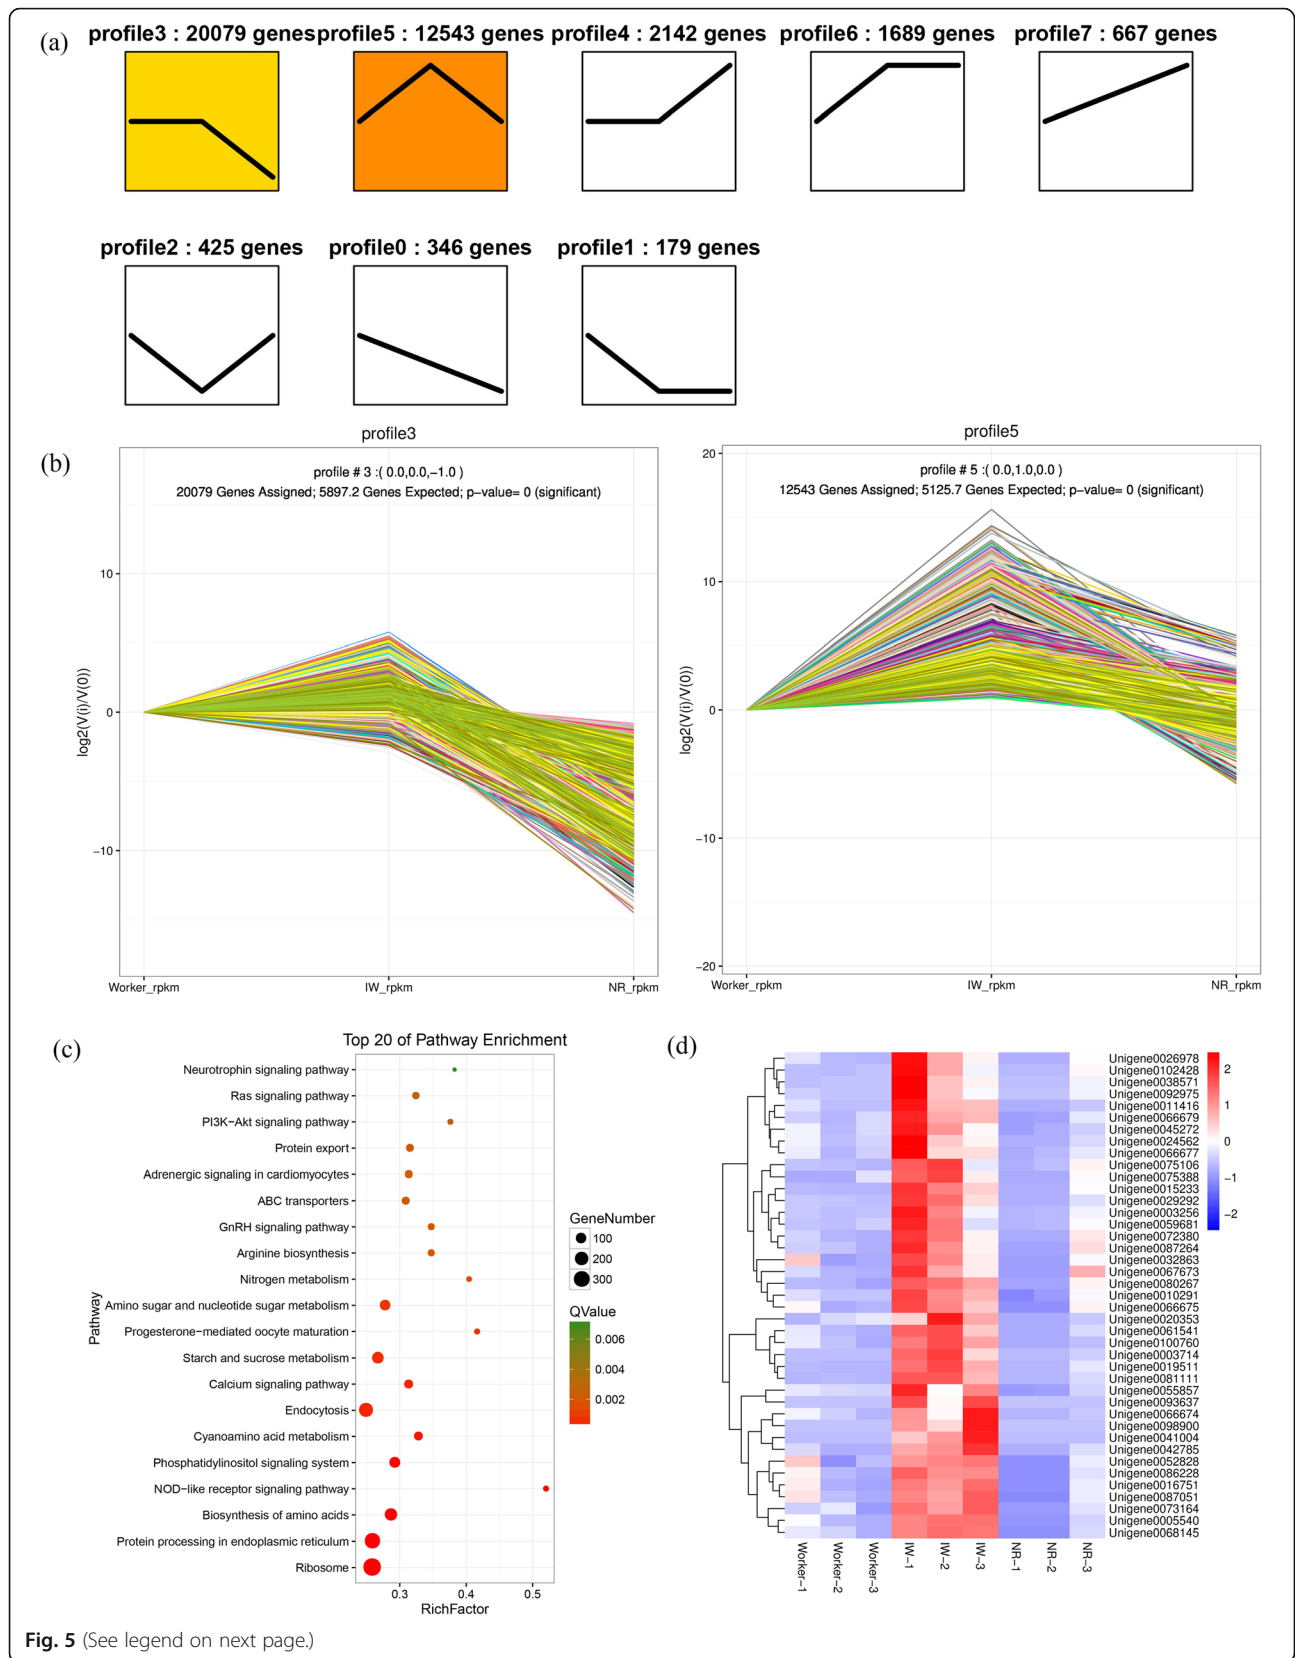 (a)
profile3 : 20079 genes
profile5 : 12543 genes
profile4 : 2142 genes
profile6 : 1689 genes
profile7 : 667 genes
profile2 : 425 genes
profile0 : 346 genes
profile1 : 179 genes
(b)
profile3
profile # 3 :( 0.0,0.0,−1.0 )
20079 Genes Assigned; 5897.2 Genes Expected; p−value= 0 (significant)
10
0
−10
log2(V(i)/V(0))
Worker_rpkm
IW_rpkm
NR_rpkm
profile5
profile # 5 :( 0.0,1.0,0.0 )
12543 Genes Assigned; 5125.7 Genes Expected; p−value= 0 (significant)
20
10
0
−10
−20
log2(V(i)/V(0))
Worker_rpkm
IW_rpkm
NR_rpkm
(c)
Top 20 of Pathway Enrichment
Neurotrophin signaling pathway
Ras signaling pathway
PI3K−Akt signaling pathway
Protein export
Adrenergic signaling in cardiomyocytes
ABC transporters
GnRH signaling pathway
Arginine biosynthesis
Nitrogen metabolism
Amino sugar and nucleotide sugar metabolism
Progesterone−mediated oocyte maturation
Starch and sucrose metabolism
Calcium signaling pathway
Endocytosis
Cyanoamino acid metabolism
Phosphatidylinositol signaling system
NOD−like receptor signaling pathway
Biosynthesis of amino acids
Protein processing in endoplasmic reticulum
Ribosome
Pathway
0.3
0.4
0.5
RichFactor
GeneNumber
100
200
300
QValue
0.006
0.004
0.002
(d)
Unigene0026978
Unigene0102428
Unigene0038571
Unigene0092975
Unigene0011416
Unigene0066679
Unigene0045272
Unigene0024562
Unigene0066677
Unigene0075106
Unigene0075388
Unigene0015233
Unigene0029292
Unigene0003256
Unigene0059681
Unigene0072380
Unigene0087264
Unigene0032863
Unigene0067673
Unigene0080267
Unigene0010291
Unigene0066675
Unigene0020353
Unigene0061541
Unigene0100760
Unigene0003714
Unigene0019511
Unigene0081111
Unigene0055857
Unigene0093637
Unigene0066674
Unigene0098900
Unigene0041004
Unigene0042785
Unigene0052828
Unigene0086228
Unigene0016751
Unigene0087051
Unigene0073164
Unigene0005540
Unigene0068145
2
1
0
−1
−2
Worker−1
Worker−2
Worker−3
IW−1
IW−2
IW−3
NR−1
NR−2
NR−3
Fig. 5 (See legend on next page.)